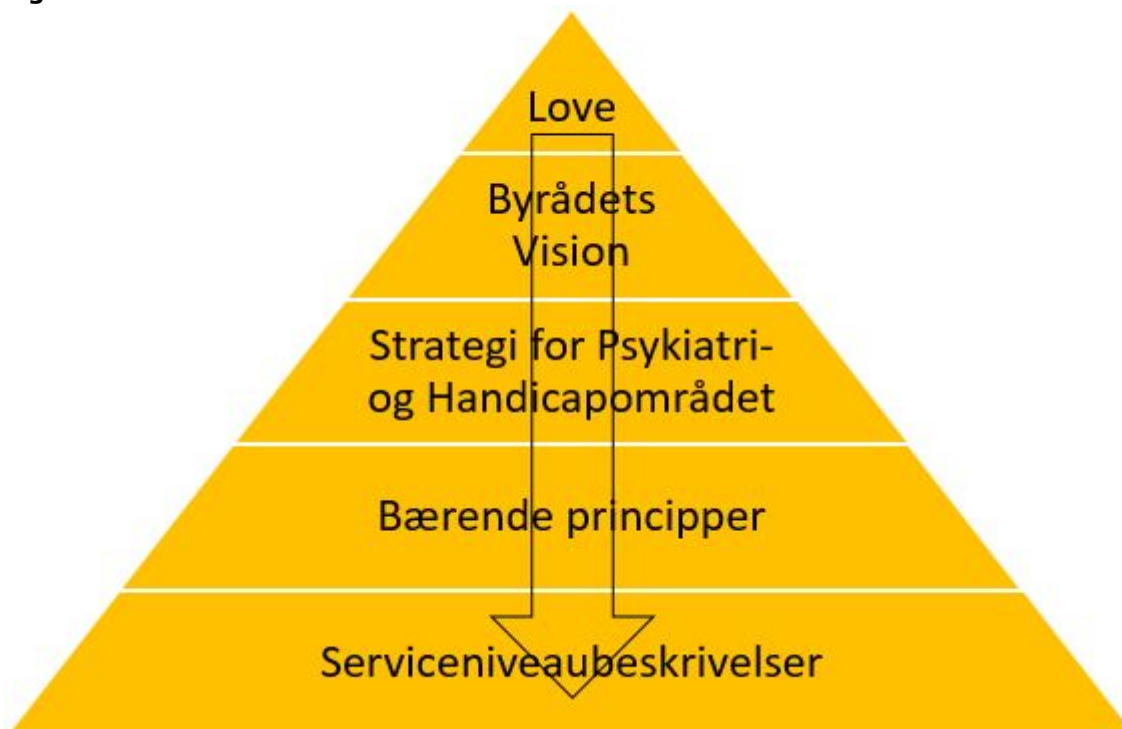 Love
Byrådets
Vision
Strategi for Psykiatri-
og Handicapområdet
Bærende principper
Serviceniveaubeskrivelser